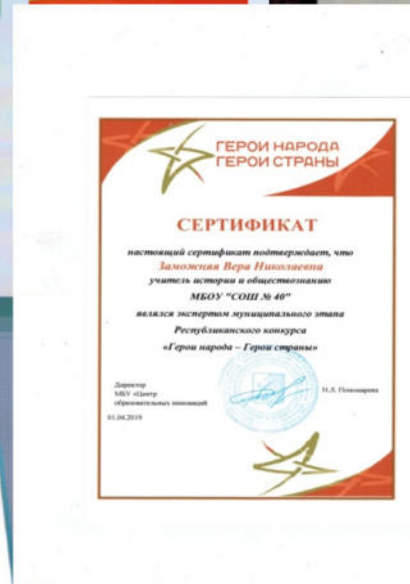 ГЕРОИ НАРОДА
ГЕРОИ СТРАНЫ
СЕРТИФИКАТ
настоящий сертификат подтверждает, что
Заможняя Вера Николаевна
учитель истории и обществознанию
МБОУ "СОШ № 40"
являлся экспертом муниципального этапа
Республиканского конкурса
«Герои народа – Герои страны»
Директор
МБУ «Центр
образовательных инноваций
Н.Л. Пономарева
01.04.2019